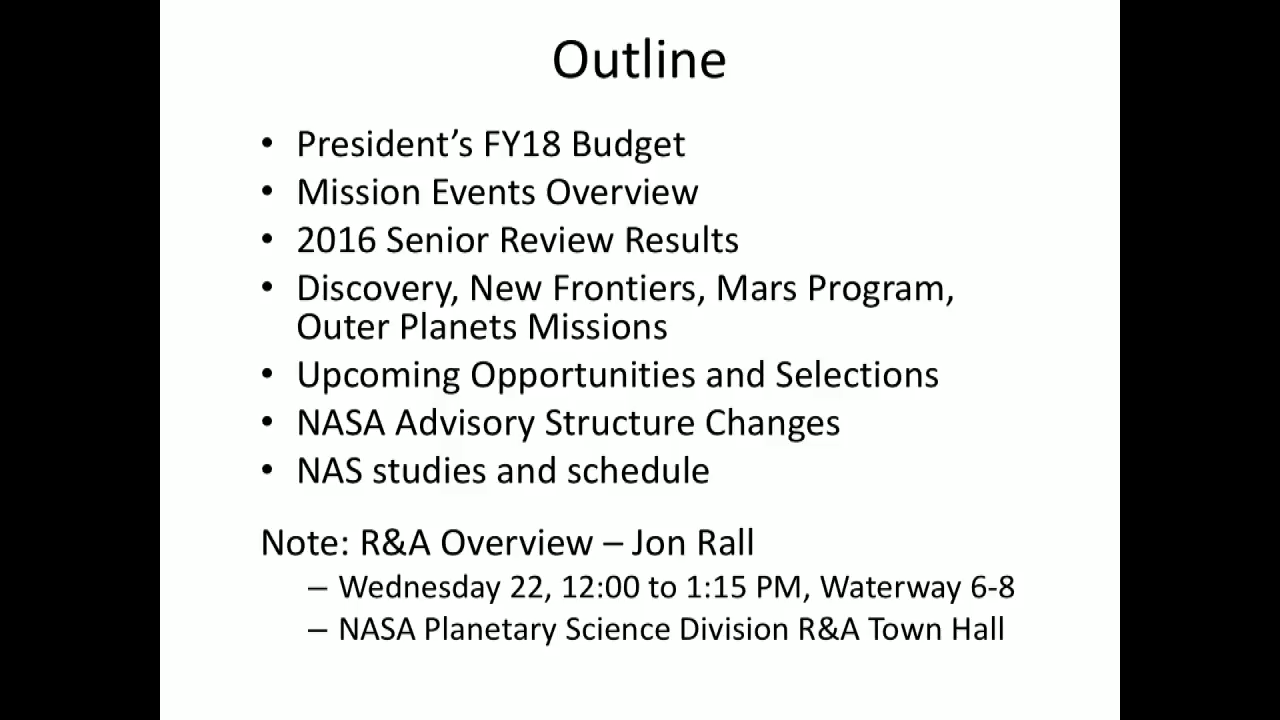 Outline
• President’s FY18 Budget
• Mission Events Overview
• 2016 Senior Review Results
• Discovery, New Frontiers, Mars Program,
Outer Planets Missions
• Upcoming Opportunities and Selections
• NASA Advisory Structure Changes
• NAS studies and schedule
Note: R&A Overview – Jon Rall
– Wednesday 22, 12:00 to 1:15 PM, Waterway 6-8
– NASA Planetary Science Division R&A Town Hall